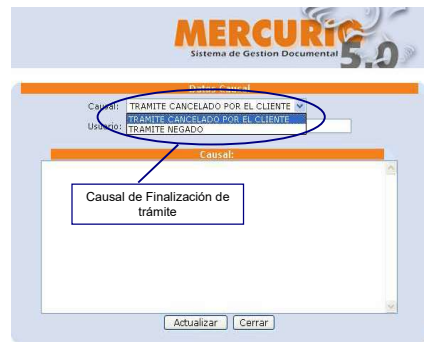 MERCURIO
Sistema de Gestion Documental 5.0
Datos Causal
Causal: TRAMITE CANCELADO POR EL CLIENTE
TRAMITE CANCELADO POR EL CLIENTE
Usuario: TRAMITE NEGADO
Causal:
Causal de Finalización de
trámite
Actualizar Cerrar